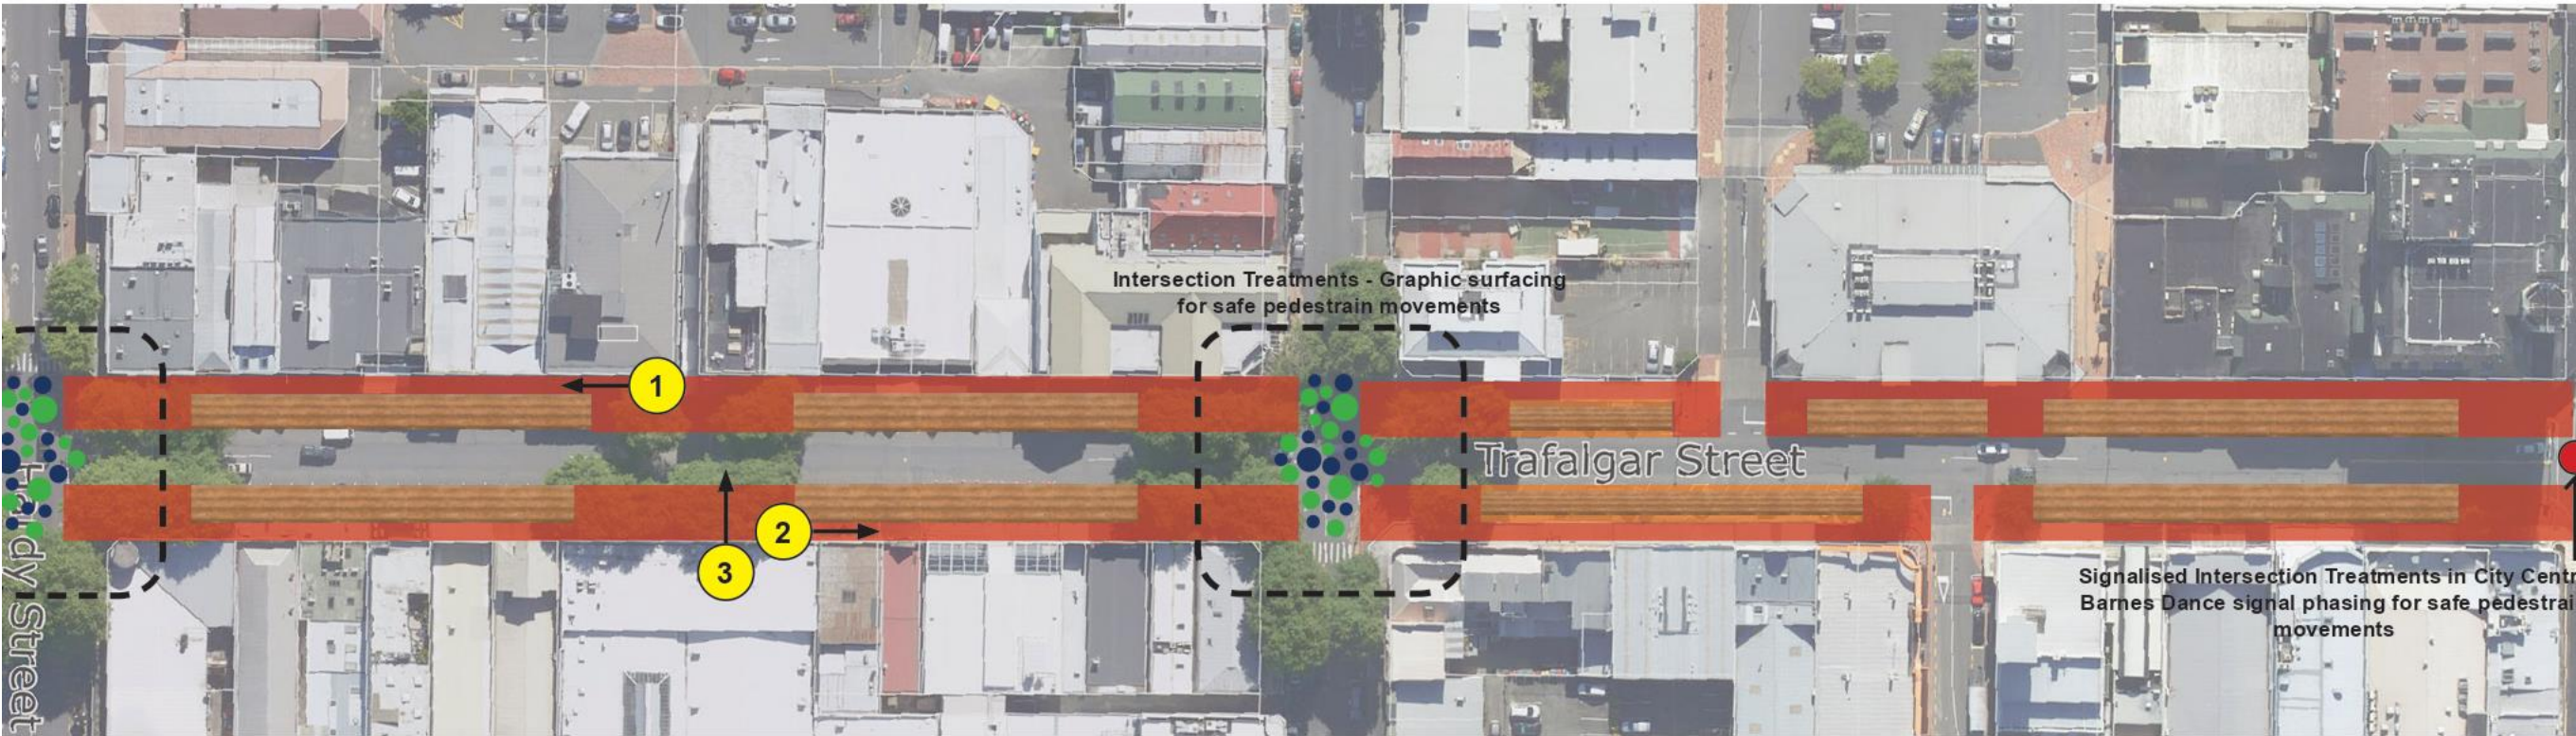 Intersection Treatments - Graphic surfacing
for safe pedestrain movements
1
Trafalgar Street
2
3
Hardy Street
Signalised Intersection Treatments in City Centr
Barnes Dance signal phasing for safe pedestrai
movements